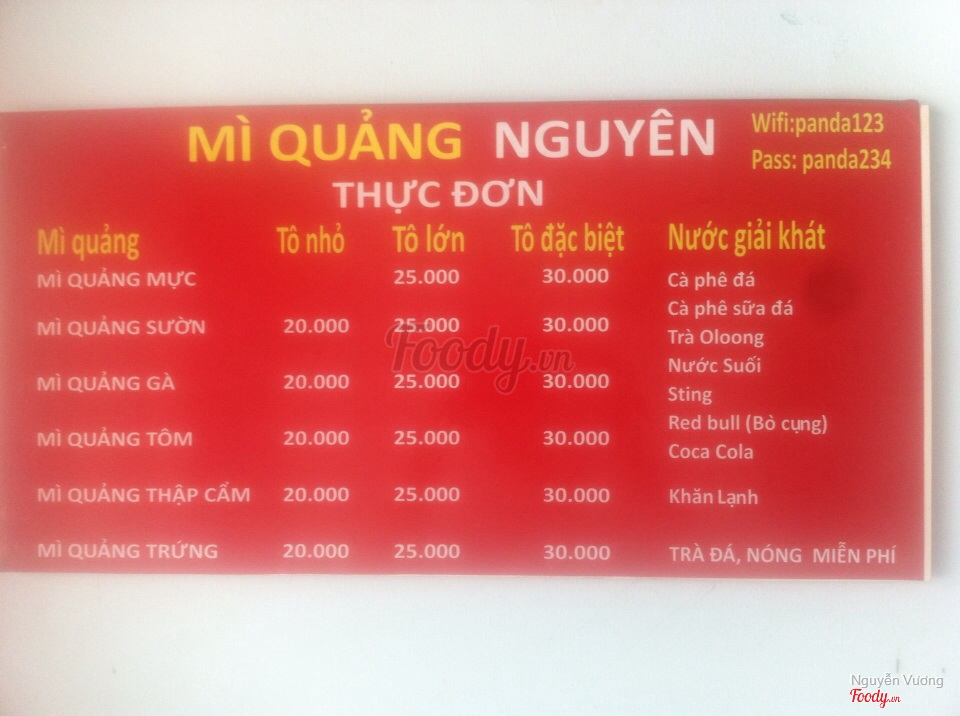 MÌ QUẢNG NGUYÊN
Wifi:panda123
Pass: panda234
THỰC ĐƠN
Mì quảng Tô nhỏ Tô lớn Tô đặc biệt
MÌ QUẢNG MỰC 25.000 30.000
MÌ QUẢNG SƯỜN 20.000 25.000 30.000
MÌ QUẢNG GÀ 20.000 25.000 30.000
MÌ QUẢNG TÔM 20.000 25.000 30.000
MÌ QUẢNG THẬP CẨM 20.000 25.000 30.000
MÌ QUẢNG TRỨNG 20.000 25.000 30.000
Nước giải khát
Cà phê đá
Cà phê sữa đá
Trà Oloong
Nước Suối
Sting
Red bull (Bò cụng)
Coca Cola
Khăn Lạnh
TRÀ ĐÁ, NÓNG MIỄN PHÍ
Foody.vn
Nguyễn Vương
Foody.vn